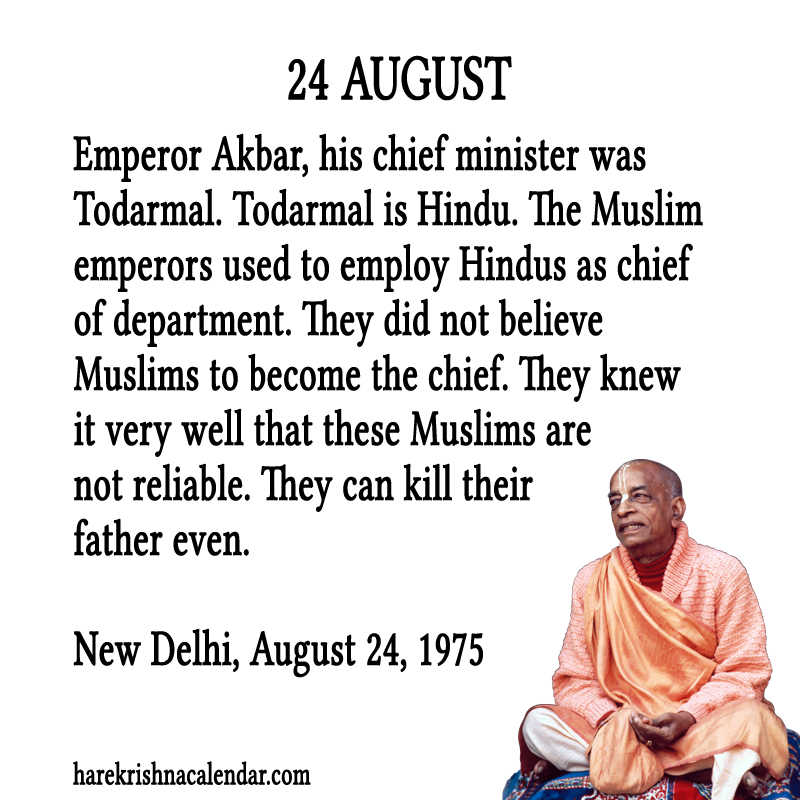 24 AUGUST
Emperor Akbar, his chief minister was
Todarmal. Todarmal is Hindu. The Muslim
emperors used to employ Hindus as chief
of department. They did not believe
Muslims to become the chief. They knew
it very well that these Muslims are
not reliable. They can kill their
father even.
New Delhi, August 24, 1975
harekrishnacalendar.com